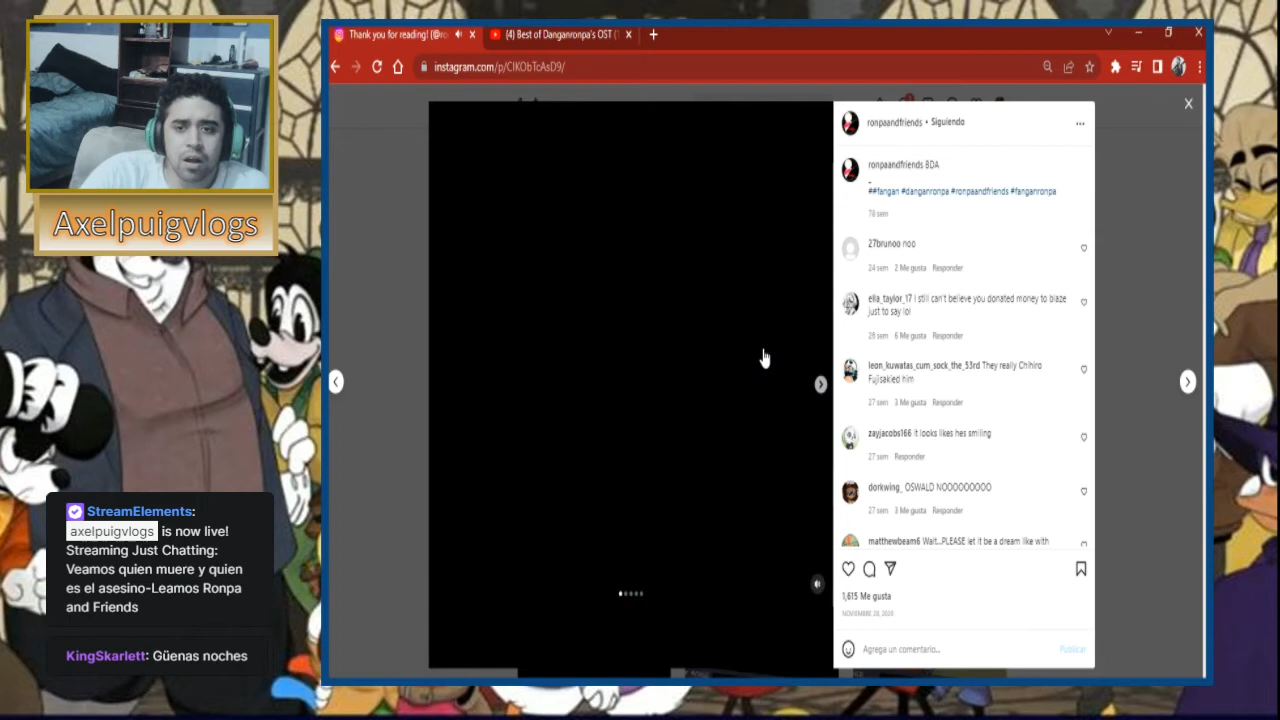 Thank you for reading! (@ro
(4) Best of Danganronpa's OST (
instagram.com/p/CIKObTcAsD9/
Axelpuigvlogs
ronpaandfriends • Siguiendo
ronpaandfriends BDA
_
##fangan #danganronpa #ronpaandfriends #fanganronpa
78 sem
27brunoo noo
24 sem 2 Me gusta Responder
ella_taylor_17 I still can't believe you donated money to blaze
just to say lol
26 sem 6 Me gusta Responder
leon_kuwatas_cum_sock_the_53rd They really Chihiro
Fujisakied him
27 sem 3 Me gusta Responder
zayjacobs166 it looks likes hes smiling
27 sem Responder
dorkwing_ OSWALD NOOOOOOOOO
27 sem 3 Me gusta Responder
matthewbeam6 Wait...PLEASE let it be a dream like with
1,615 Me gusta
NOVIEMBRE 28, 2020
Agrega un comentario...
Publicar
StreamElements:
axelpuigvlogs is now live!
Streaming Just Chatting:
Veamos quien muere y quien
es el asesino-Leamos Ronpa
and Friends
KingSkarlett: Güenas noches